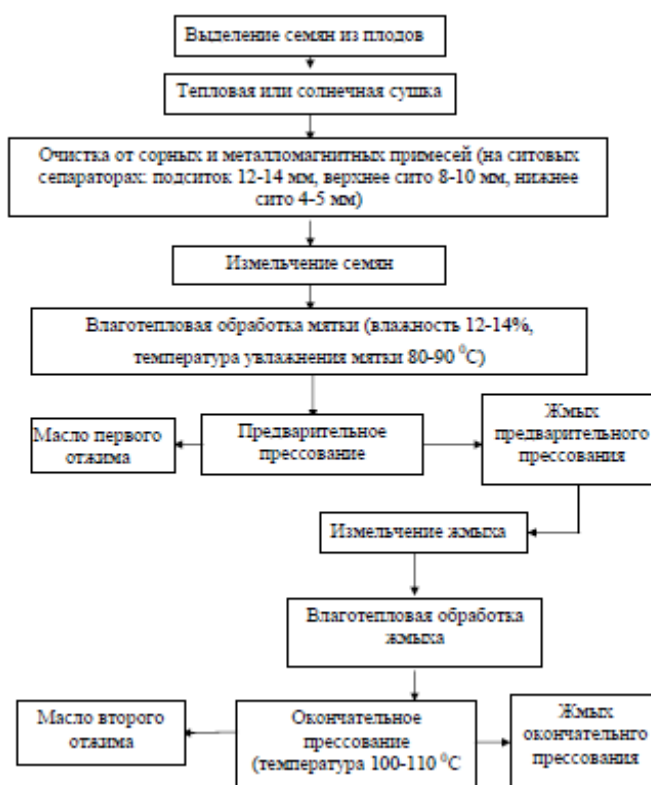 Выделение семян из плодов
Тепловая или солнечная сушка
Очистка от сорных и металломагнитных примесей (на ситовых
сепараторах: подситок 12-14 мм, верхнее сито 8-10 мм, нижнее
сито 4-5 мм)
Измельчение семян
Влаготепловая обработка мятки (влажность 12-14%,
температура увлажнения мятки 80-90 ⁰С)
Масло первого
отжима
Предварительное
прессование
Жмых
предварительного
прессования
Измельчение жмыха
Влаготепловая обработка
жмыха
Масло второго
отжима
Окончательное
прессование
(температура 100-110 ⁰С
Жмых
окончательнго
прессования